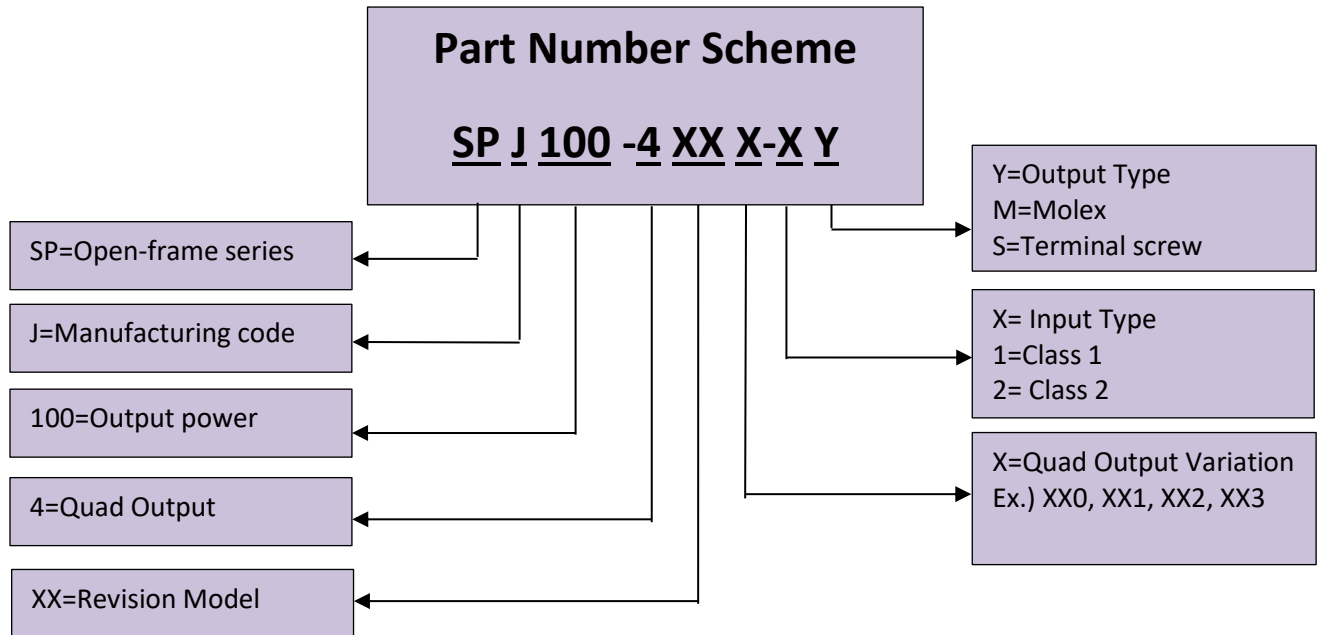 Part Number Scheme
SP J 100 -4 XX X-X Y
SP=Open-frame series
J=Manufacturing code
100=Output power
4=Quad Output
XX=Revision Model
Y=Output Type
M=Molex
S=Terminal screw
X= Input Type
1=Class 1
2= Class 2
X=Quad Output Variation
Ex.) XX0, XX1, XX2, XX3